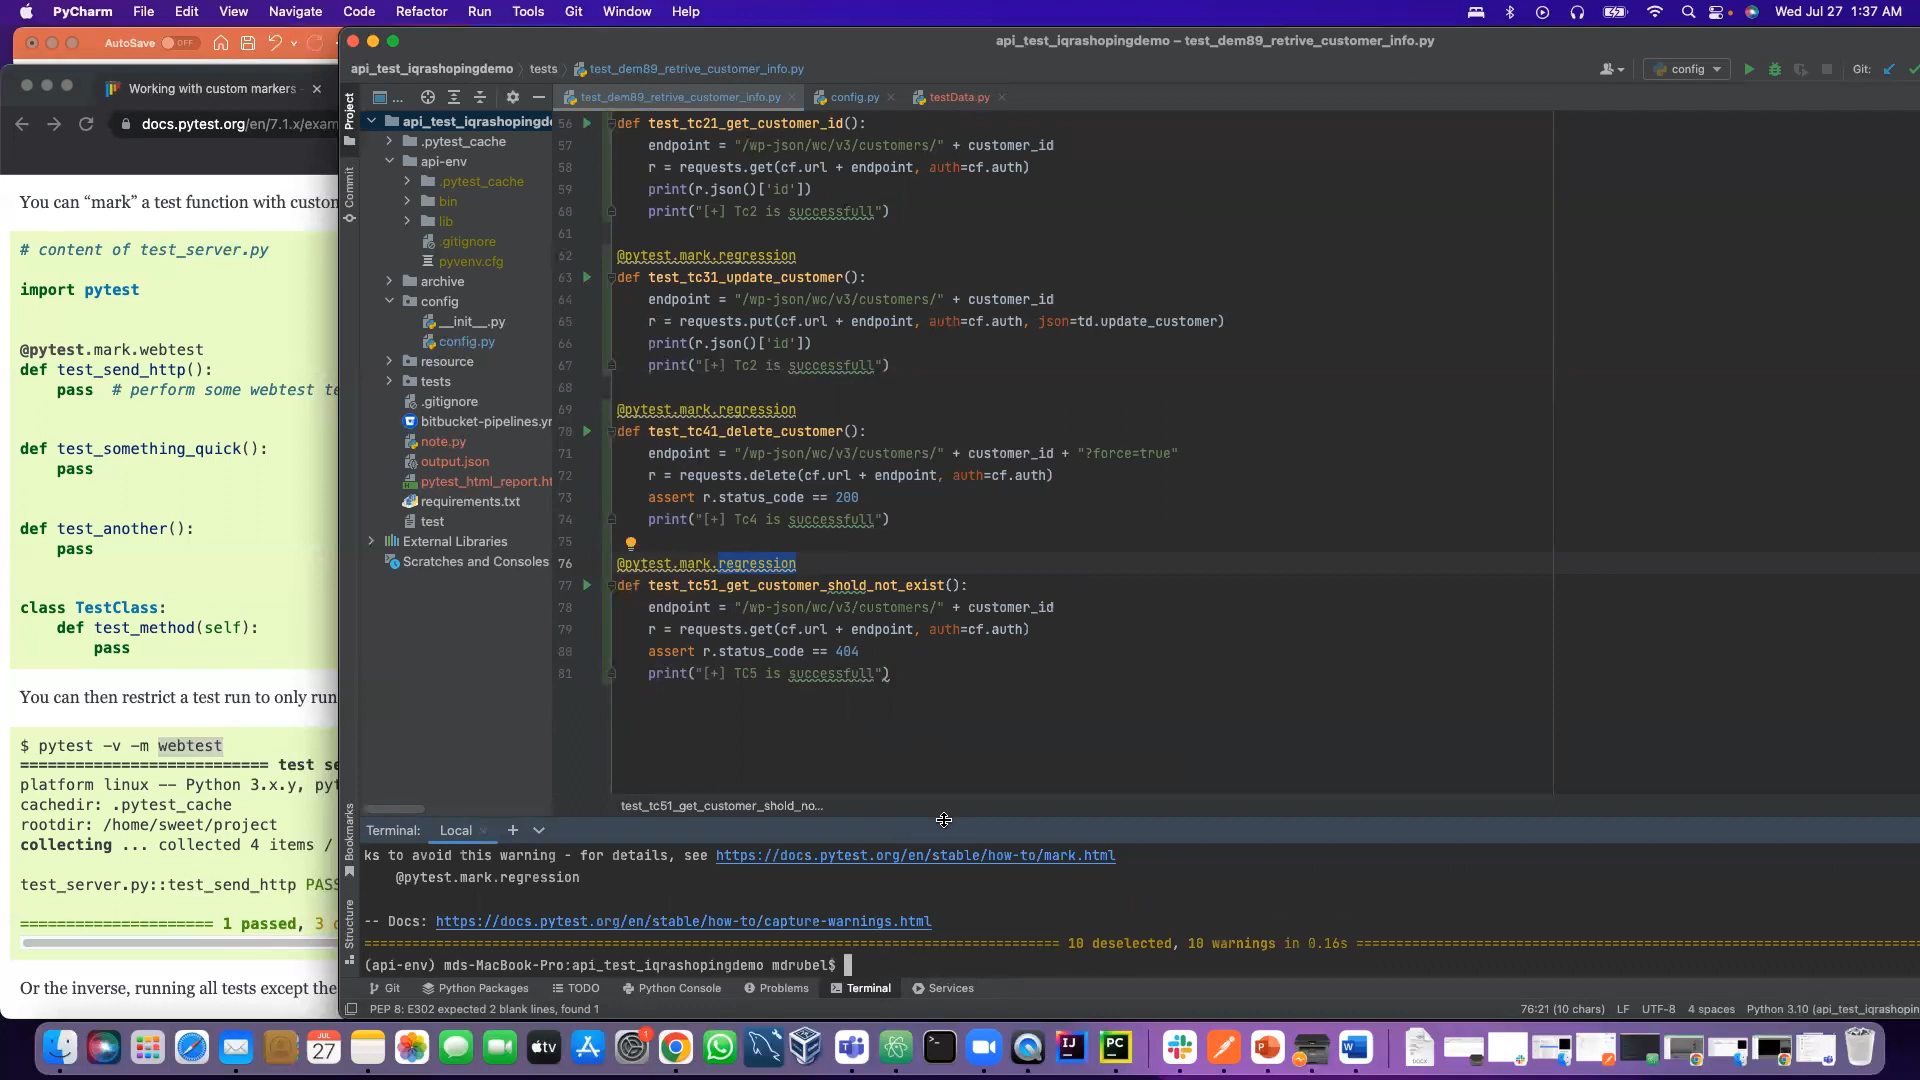 PyCharm File Edit View Navigate Code Refactor Run Tools Git Window Help Wed Jul 27 1:37 AM
AutoSave OFF
api_test_iqrashopingdemo – test_dem89_retrive_customer_info.py
api_test_iqrashopingdemo tests test_dem89_retrive_customer_info.py config Git:
Working with custom markers
docs.pytest.org/en/7.1.x/exam
Project
Commit
Bookmarks
Structure
test_dem89_retrive_customer_info.py config.py testData.py
api_test_iqrashopingde
.pytest_cache
api-env
.pytest_cache
bin
lib
.gitignore
pyvenv.cfg
archive
config
__init__.py
config.py
resource
tests
.gitignore
bitbucket-pipelines.yr
note.py
output.json
pytest_html_report.ht
requirements.txt
test
External Libraries
Scratches and Consoles
You can “mark” a test function with custon
# content of test_server.py
import pytest
@pytest.mark.webtest
def test_send_http():
pass # perform some webtest te
def test_something_quick():
pass
def test_another():
pass
class TestClass:
def test_method(self):
pass
You can then restrict a test run to only run
$ pytest -v -m webtest
=========================== test se
platform linux -- Python 3.x.y, pyt
cachedir: .pytest_cache
rootdir: /home/sweet/project
collecting ... collected 4 items /
test_server.py::test_send_http PASS
===================== 1 passed, 3 d
Or the inverse, running all tests except the
56 def test_tc21_get_customer_id():
57 endpoint = "/wp-json/wc/v3/customers/" + customer_id
58 r = requests.get(cf.url + endpoint, auth=cf.auth)
59 print(r.json()['id'])
60 print("[+] Tc2 is successfull")
61
62 @pytest.mark.regression
63 def test_tc31_update_customer():
64 endpoint = "/wp-json/wc/v3/customers/" + customer_id
65 r = requests.put(cf.url + endpoint, auth=cf.auth, json=td.update_customer)
66 print(r.json()['id'])
67 print("[+] Tc2 is successfull")
68
69 @pytest.mark.regression
70 def test_tc41_delete_customer():
71 endpoint = "/wp-json/wc/v3/customers/" + customer_id + "?force=true"
72 r = requests.delete(cf.url + endpoint, auth=cf.auth)
73 assert r.status_code == 200
74 print("[+] Tc4 is successfull")
75
76 @pytest.mark.regression
77 def test_tc51_get_customer_shold_not_exist():
78 endpoint = "/wp-json/wc/v3/customers/" + customer_id
79 r = requests.get(cf.url + endpoint, auth=cf.auth)
80 assert r.status_code == 404
81 print("[+] TC5 is successfull")
test_tc51_get_customer_shold_no...
Terminal: Local
ks to avoid this warning - for details, see https://docs.pytest.org/en/stable/how-to/mark.html
@pytest.mark.regression
-- Docs: https://docs.pytest.org/en/stable/how-to/capture-warnings.html
10 deselected, 10 warnings in 0.16s
(api-env) mds-MacBook-Pro:api_test_iqrashopingdemo mdrubel$
Git Python Packages TODO Python Console Problems Terminal Services
PEP 8: E302 expected 2 blank lines, found 1 76:21 (10 chars) LF UTF-8 4 spaces Python 3.10 (api_test_iqrashoping
JUL
27
tv
1
IJ
PC
DOCX